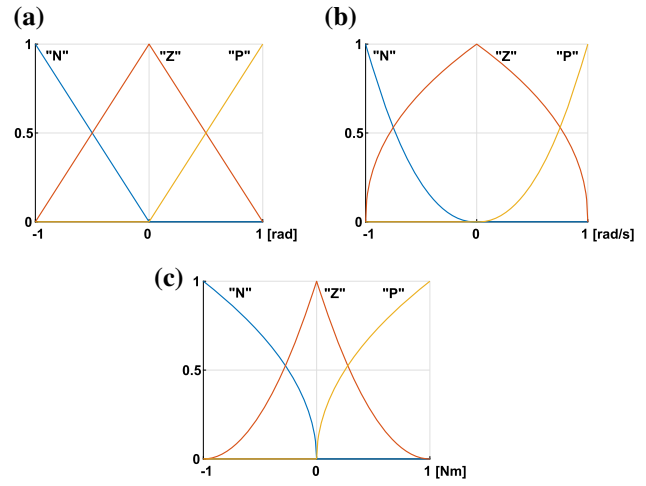 (a)
"N" "Z" "P"
1
0.5
0
-1 0 1 [rad]
(b)
"N" "Z" "P"
1
0.5
0
-1 0 1 [rad/s]
(c)
"N" "Z" "P"
1
0.5
0
-1 0 1 [Nm]